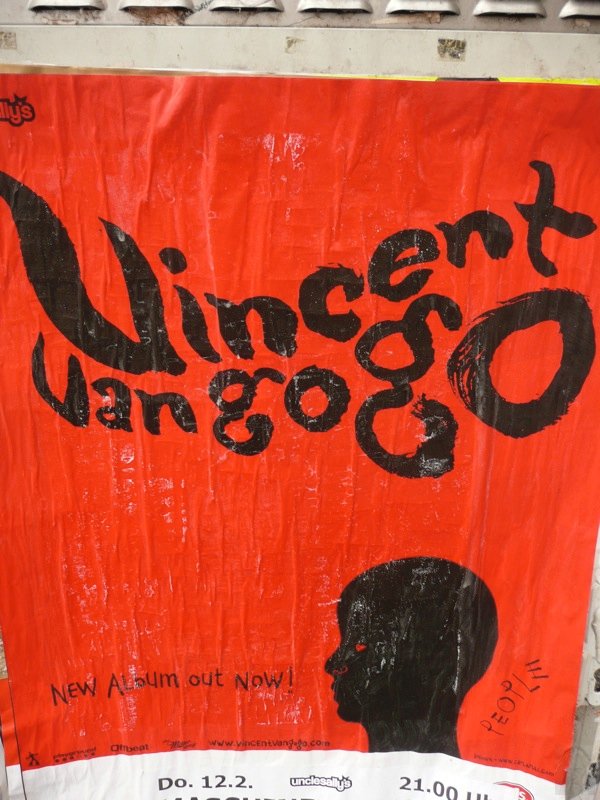 Vincent
van gogo
NEW ALbum out NOW!
PEOPLE
Offbeat
www.vincentvangogo.com
Do. 12.2.
unclesally's
21.00